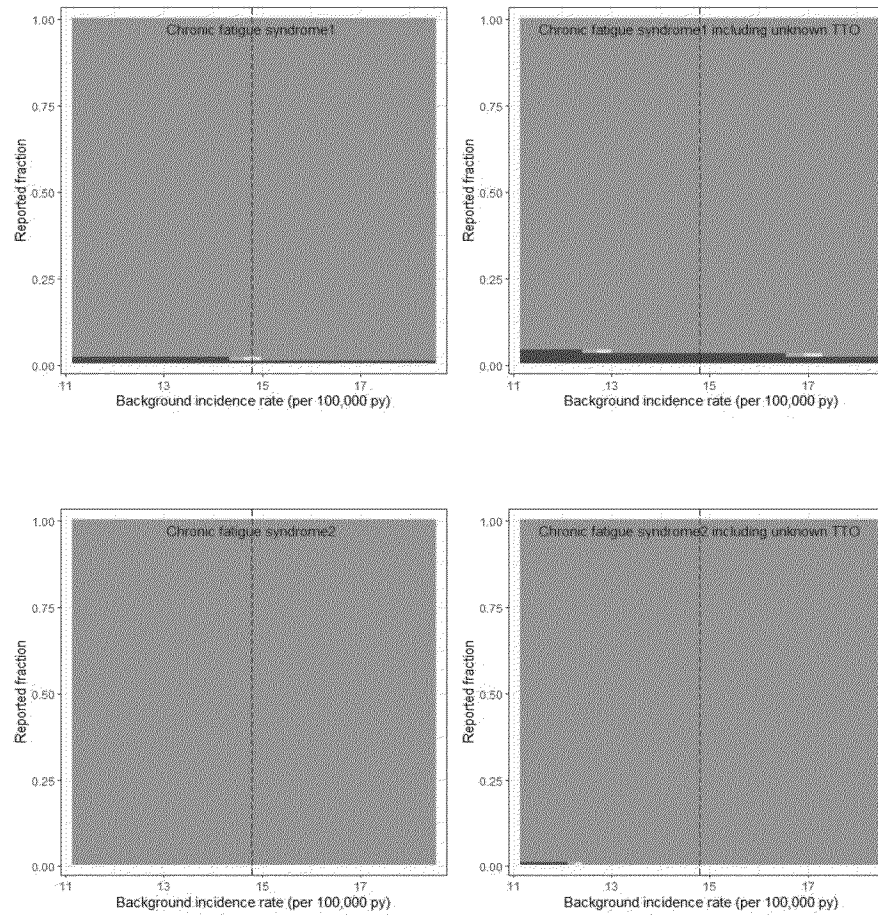 Chronic fatigue syndrome1
1.00
0.75
0.50
0.25
0.00
Reported fraction
11 13 15 17
Background incidence rate (per 100,000 py)
Chronic fatigue syndrome1 including unknown TTO
1.00
0.75
0.50
0.25
0.00
Reported fraction
11 13 15 17
Background incidence rate (per 100,000 py)
Chronic fatigue syndrome2
1.00
0.75
0.50
0.25
0.00
Reported fraction
11 13 15 17
Background incidence rate (per 100,000 py)
Chronic fatigue syndrome2 including unknown TTO
1.00
0.75
0.50
0.25
0.00
Reported fraction
11 13 15 17
Background incidence rate (per 100,000 py)